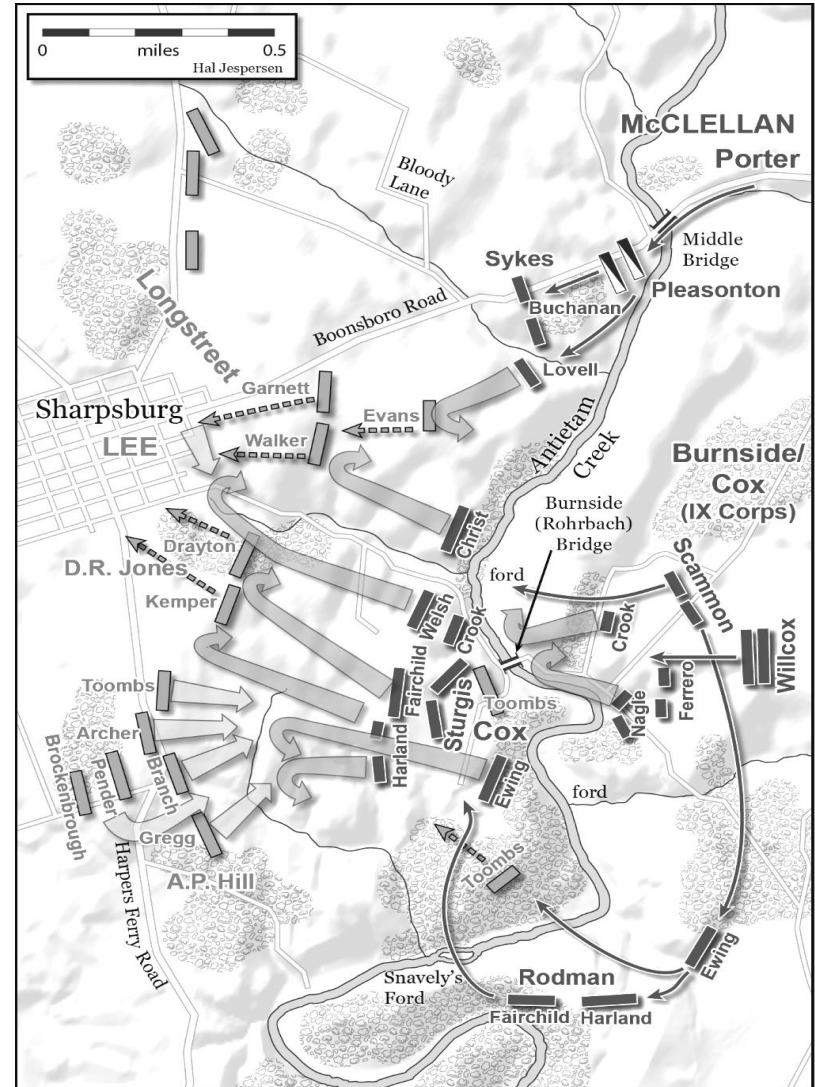 0 0.5
miles
Hal Jespersen
McCLELLAN
Porter
Bloody
Lane
Middle
Bridge
Sykes
Pleasonton
Buchanan
Boonsboro Road
Longstreet
Lovell
Garnett
Evans
Sharpsburg
LEE
Walker
Antietam
Creek
Burnside/
Cox
(IX Corps)
Burnside
(Rohrbach)
Bridge
Christ
Drayton
D.R. Jones
Kemper
ford
Scammon
Welsh
Crook
Crook
Willcox
Fairchild
Sturgis
Toombs
Ferrero
Nagle
Toombs
Cox
Harland
Archer
Branch
Pender
Brockenbrough
Ewing
ford
Gregg
A.P. Hill
Toombs
Harpers Ferry Road
Ewing
Snavely's
Ford
Rodman
Fairchild
Harland